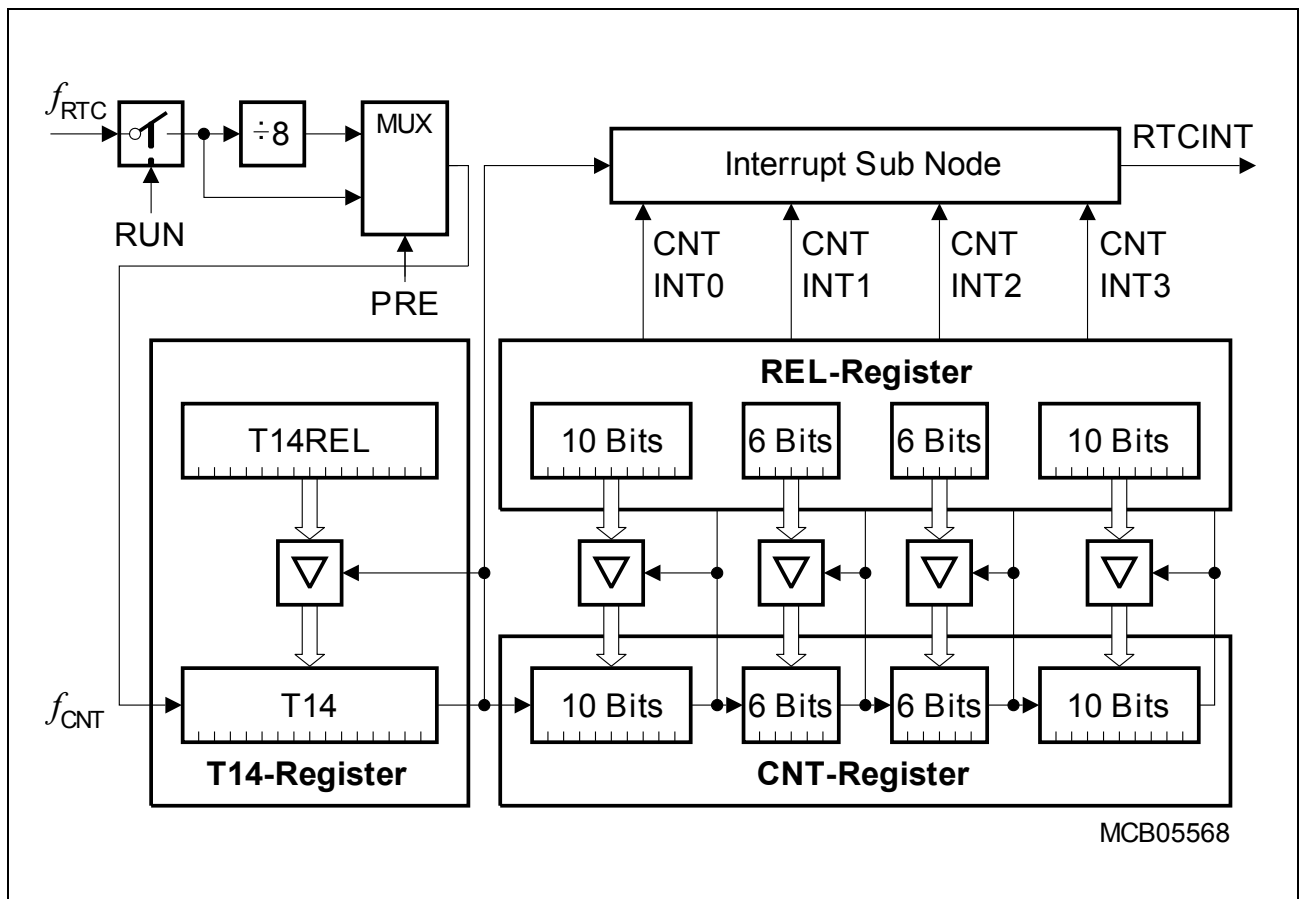 fRTC
÷8
MUX
RUN
PRE
Interrupt Sub Node
RTCINT
CNT INT0
CNT INT1
CNT INT2
CNT INT3
REL-Register
T14REL
10 Bits
6 Bits
6 Bits
10 Bits
fCNT
T14
10 Bits
6 Bits
6 Bits
10 Bits
T14-Register
CNT-Register
MCB05568